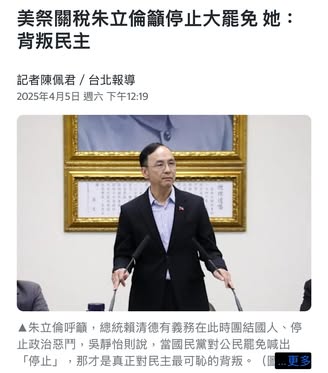 美祭關稅朱立倫籲停止大罷免 她：
背叛民主
記者陳佩君／台北報導
2025年4月5日 週六 下午12:19
▲朱立倫呼籲，總統賴清德有義務在此時團結國人、停
止政治惡鬥，吳靜怡則說，當國民黨對公民罷免喊出
「停止」，那才是真正對民主最可恥的背叛。（圖...更多